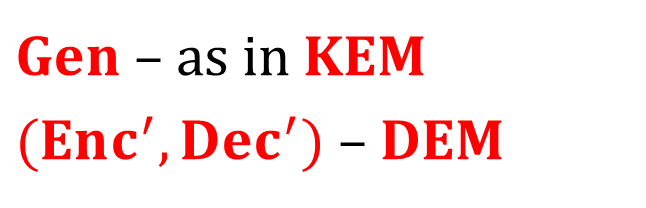 Gen – as in KEM
(Enc′, Dec′) – DEM